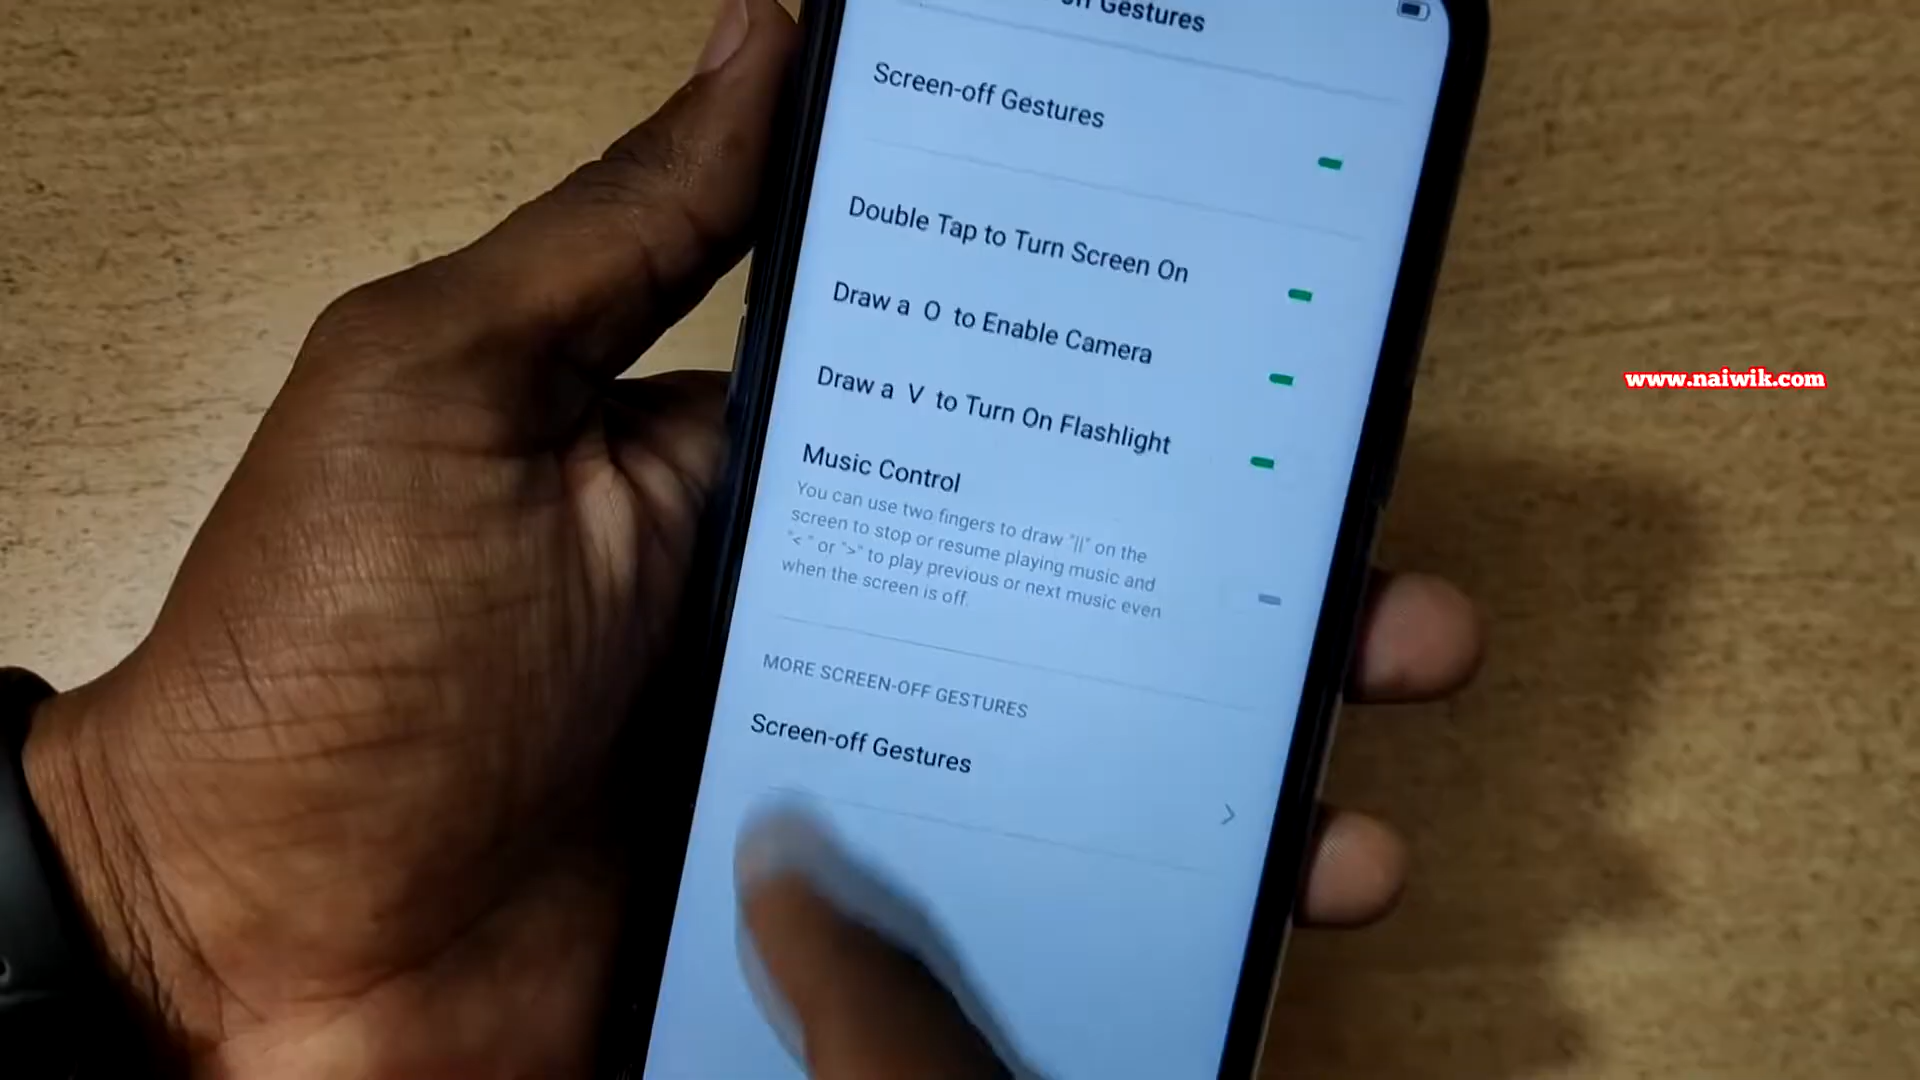 Gestures
Screen-off Gestures
Double Tap to Turn Screen On
Draw a O to Enable Camera
Draw a V to Turn On Flashlight
Music Control
You can use two fingers to draw "||" on the
screen to stop or resume playing music and
"< " or ">" to play previous or next music even
when the screen is off.
MORE SCREEN-OFF GESTURES
Screen-off Gestures
www.naiwik.com